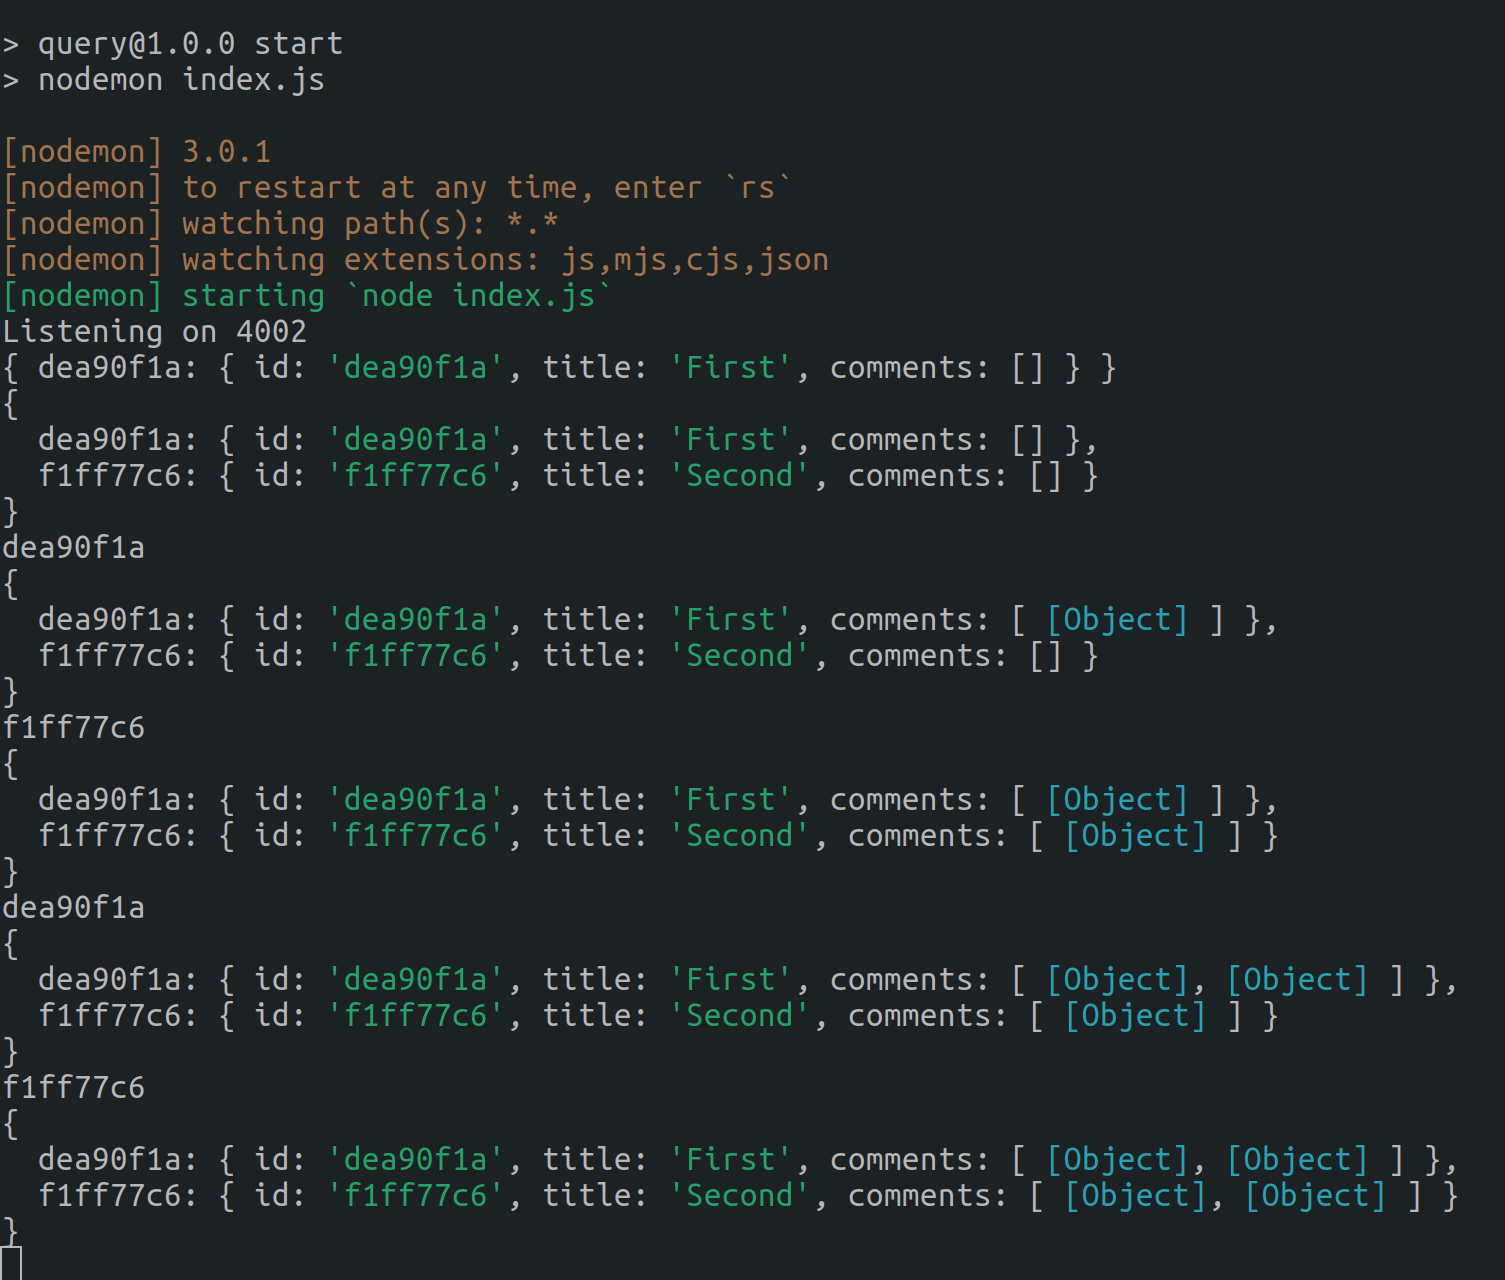 > query@1.0.0 start
> nodemon index.js
[nodemon] 3.0.1
[nodemon] to restart at any time, enter `rs`
[nodemon] watching path(s): *.*
[nodemon] watching extensions: js,mjs,cjs,json
[nodemon] starting `node index.js`
Listening on 4002
{ dea90f1a: { id: 'dea90f1a', title: 'First', comments: [] } }
{
  dea90f1a: { id: 'dea90f1a', title: 'First', comments: [] },
  f1ff77c6: { id: 'f1ff77c6', title: 'Second', comments: [] }
}
dea90f1a
{
  dea90f1a: { id: 'dea90f1a', title: 'First', comments: [ [Object] ] },
  f1ff77c6: { id: 'f1ff77c6', title: 'Second', comments: [] }
}
f1ff77c6
{
  dea90f1a: { id: 'dea90f1a', title: 'First', comments: [ [Object] ] },
  f1ff77c6: { id: 'f1ff77c6', title: 'Second', comments: [ [Object] ] }
}
dea90f1a
{
  dea90f1a: { id: 'dea90f1a', title: 'First', comments: [ [Object], [Object] ] },
  f1ff77c6: { id: 'f1ff77c6', title: 'Second', comments: [ [Object] ] }
}
f1ff77c6
{
  dea90f1a: { id: 'dea90f1a', title: 'First', comments: [ [Object], [Object] ] },
  f1ff77c6: { id: 'f1ff77c6', title: 'Second', comments: [ [Object], [Object] ] }
}